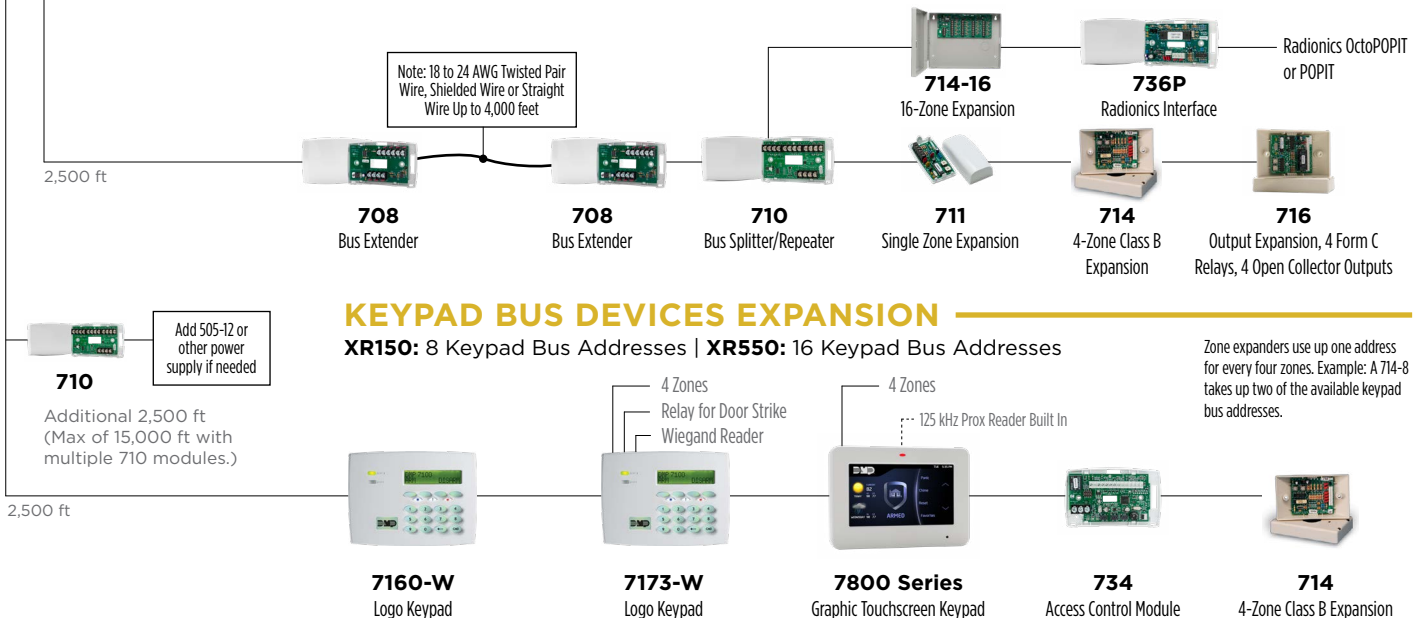 Radionics OctoPOPIT
or POPIT
714-16
16-Zone Expansion
736P
Radionics Interface
Note: 18 to 24 AWG Twisted Pair
Wire, Shielded Wire or Straight
Wire Up to 4,000 feet
2,500 ft
708
Bus Extender
708
Bus Extender
710
Bus Splitter/Repeater
711
Single Zone Expansion
714
4-Zone Class B
Expansion
716
Output Expansion, 4 Form C
Relays, 4 Open Collector Outputs
KEYPAD BUS DEVICES EXPANSION
XR150: 8 Keypad Bus Addresses | XR550: 16 Keypad Bus Addresses
Zone expanders use up one address
for every four zones. Example: A 714-8
takes up two of the available keypad
bus addresses.
Add 505-12 or
other power
supply if needed
710
Additional 2,500 ft
(Max of 15,000 ft with
multiple 710 modules.)
2,500 ft
4 Zones
Relay for Door Strike
Wiegand Reader
4 Zones
125 kHz Prox Reader Built In
DMP
DMP
DMP
ARMED
7160-W
Logo Keypad
7173-W
Logo Keypad
7800 Series
Graphic Touchscreen Keypad
734
Access Control Module
714
4-Zone Class B Expansion